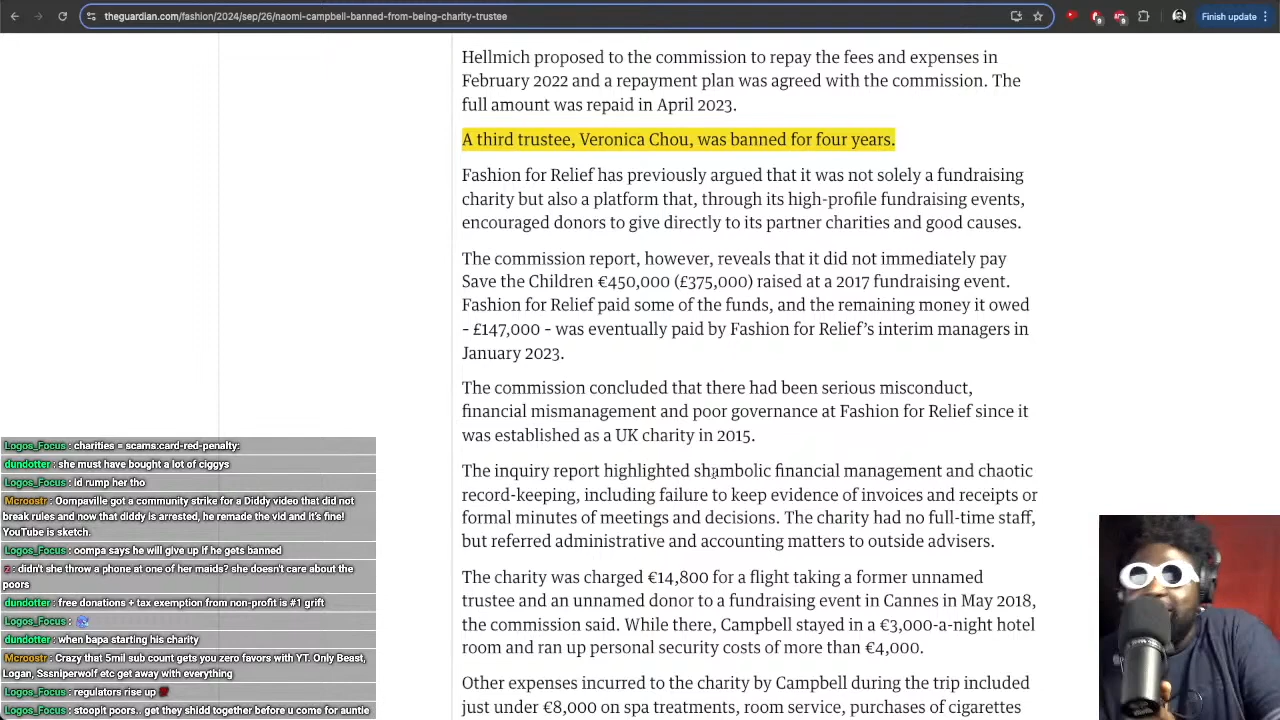 theguardian.com/fashion/2024/sep/26/naomi-campbell-banned-from-being-charity-trustee
Finish update
Hellmich proposed to the commission to repay the fees and expenses in
February 2022 and a repayment plan was agreed with the commission. The
full amount was repaid in April 2023.
A third trustee, Veronica Chou, was banned for four years.
Fashion for Relief has previously argued that it was not solely a fundraising
charity but also a platform that, through its high-profile fundraising events,
encouraged donors to give directly to its partner charities and good causes.
The commission report, however, reveals that it did not immediately pay
Save the Children €450,000 (£375,000) raised at a 2017 fundraising event.
Fashion for Relief paid some of the funds, and the remaining money it owed
- £147,000 - was eventually paid by Fashion for Relief's interim managers in
January 2023.
The commission concluded that there had been serious misconduct,
financial mismanagement and poor governance at Fashion for Relief since it
was established as a UK charity in 2015.
The inquiry report highlighted shambolic financial management and chaotic
record-keeping, including failure to keep evidence of invoices and receipts or
formal minutes of meetings and decisions. The charity had no full-time staff,
but referred administrative and accounting matters to outside advisers.
The charity was charged €14,800 for a flight taking a former unnamed
trustee and an unnamed donor to a fundraising event in Cannes in May 2018,
the commission said. While there, Campbell stayed in a €3,000-a-night hotel
room and ran up personal security costs of more than €4,000.
Other expenses incurred to the charity by Campbell during the trip included
just under €8,000 on spa treatments, room service, purchases of cigarettes
Logos_Focus : charities = scams:card-red-penalty:
dundotter : she must have bought a lot of ciggys
Logos_Focus : id rump her tho
Mcroostr : Oompaville got a community strike for a Diddy video that did not
break rules and now that diddy is arrested, he remade the vid and it's fine!
YouTube is sketch.
Logos_Focus : oompa says he will give up if he gets banned
z : didn't she throw a phone at one of her maids? she doesn't care about the
poors
dundotter : free donations + tax exemption from non-profit is #1 grift
Logos_Focus :
dundotter : when bapa starting his charity
Mcroostr : Crazy that 5mil sub count gets you zero favors with YT. Only Beast,
Logan, Sssniperwolf etc get away with everything
Logos_Focus : regulators rise up
Logos_Focus : stoopit poors.. get they shidd together before u come for auntie